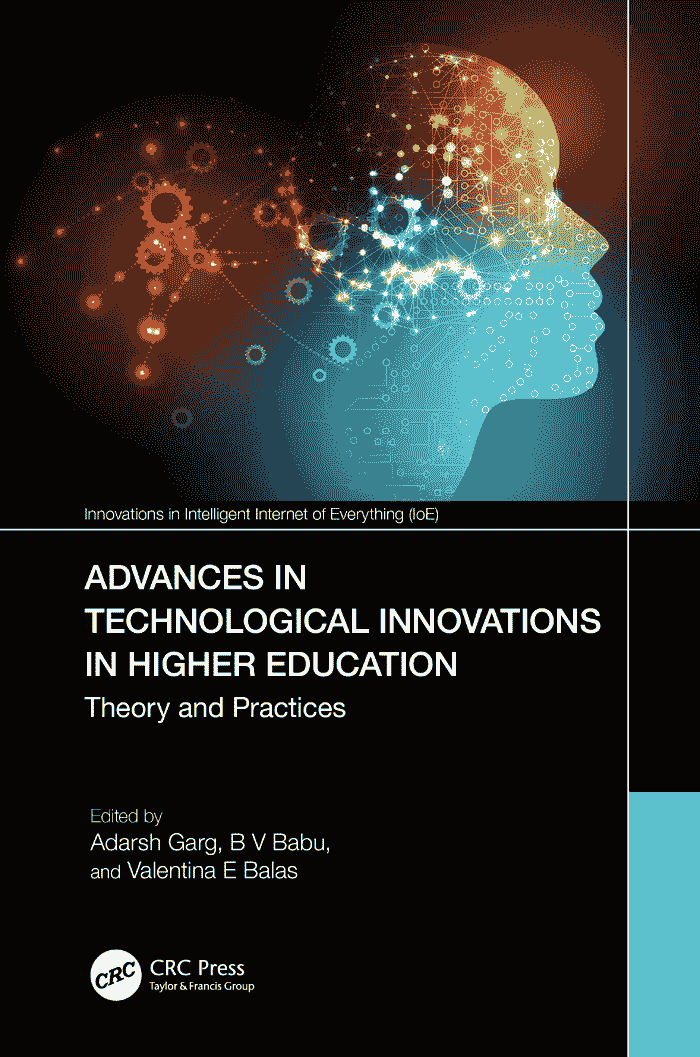 Innovations in Intelligent Internet of Everything (IoE)
ADVANCES IN
TECHNOLOGICAL INNOVATIONS
IN HIGHER EDUCATION
Theory and Practices
Edited by
Adarsh Garg, B V Babu,
and Valentina E Balas
CRC
CRC Press
Taylor & Francis Group